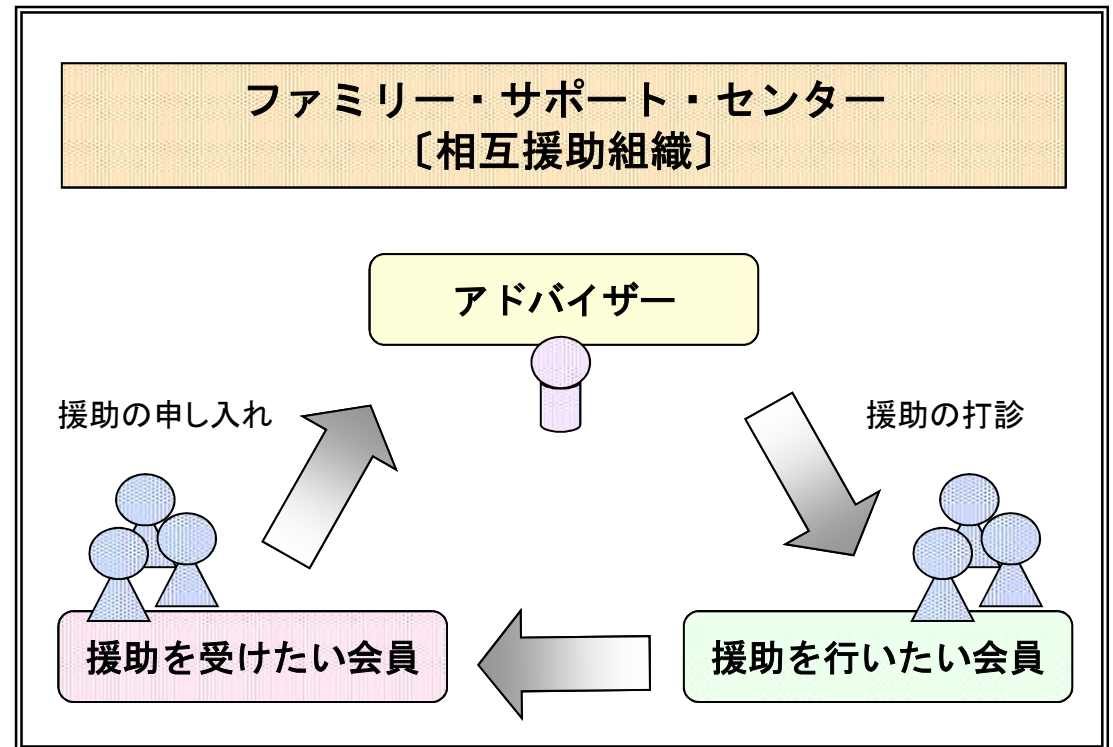 ファミリー・サポート・センター
〔相互援助組織〕
アドバイザー
援助の申し入れ
援助の打診
援助を受けたい会員
援助を行いたい会員